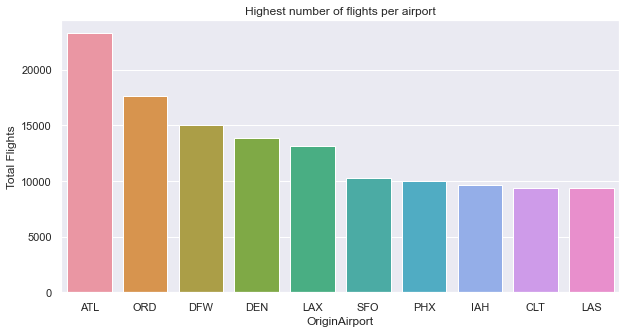 Highest number of flights per airport
Total Flights
20000
15000
10000
5000
0
ATL ORD DFW DEN LAX SFO PHX IAH CLT LAS
OriginAirport